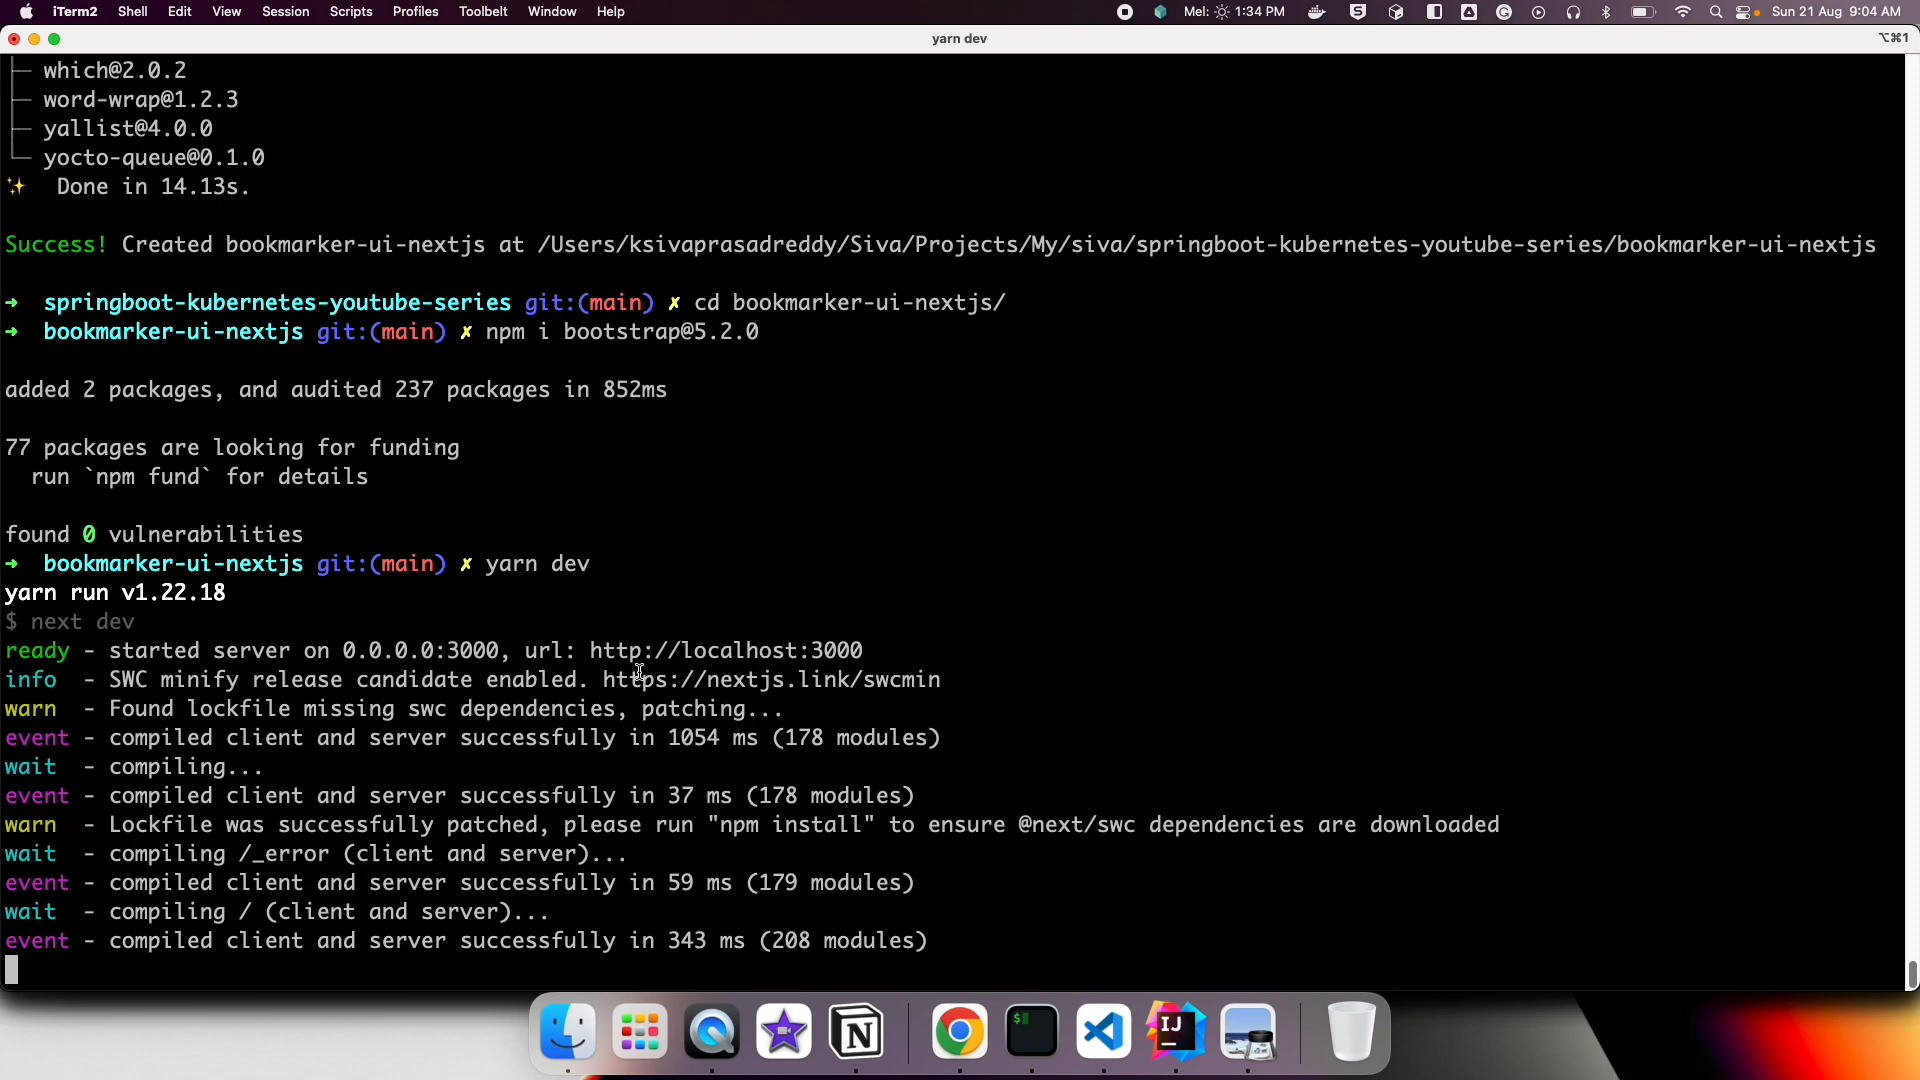 iTerm2 Shell Edit View Session Scripts Profiles Toolbelt Window Help Mel: 1:34 PM Sun 21 Aug 9:04 AM
yarn dev ⌥⌘1
├─ which@2.0.2
├─ word-wrap@1.2.3
├─ yallist@4.0.0
└─ yocto-queue@0.1.0
✨ Done in 14.13s.
Success! Created bookmarker-ui-nextjs at /Users/ksivaprasadreddy/Siva/Projects/My/siva/springboot-kubernetes-youtube-series/bookmarker-ui-nextjs
➜ springboot-kubernetes-youtube-series git:(main) ✗ cd bookmarker-ui-nextjs/
➜ bookmarker-ui-nextjs git:(main) ✗ npm i bootstrap@5.2.0
added 2 packages, and audited 237 packages in 852ms
77 packages are looking for funding
run `npm fund` for details
found 0 vulnerabilities
➜ bookmarker-ui-nextjs git:(main) ✗ yarn dev
yarn run v1.22.18
$ next dev
ready - started server on 0.0.0.0:3000, url: http://localhost:3000
info - SWC minify release candidate enabled. https://nextjs.link/swcmin
warn - Found lockfile missing swc dependencies, patching...
event - compiled client and server successfully in 1054 ms (178 modules)
wait - compiling...
event - compiled client and server successfully in 37 ms (178 modules)
warn - Lockfile was successfully patched, please run "npm install" to ensure @next/swc dependencies are downloaded
wait - compiling /_error (client and server)...
event - compiled client and server successfully in 59 ms (179 modules)
wait - compiling / (client and server)...
event - compiled client and server successfully in 343 ms (208 modules)
N $ IJ